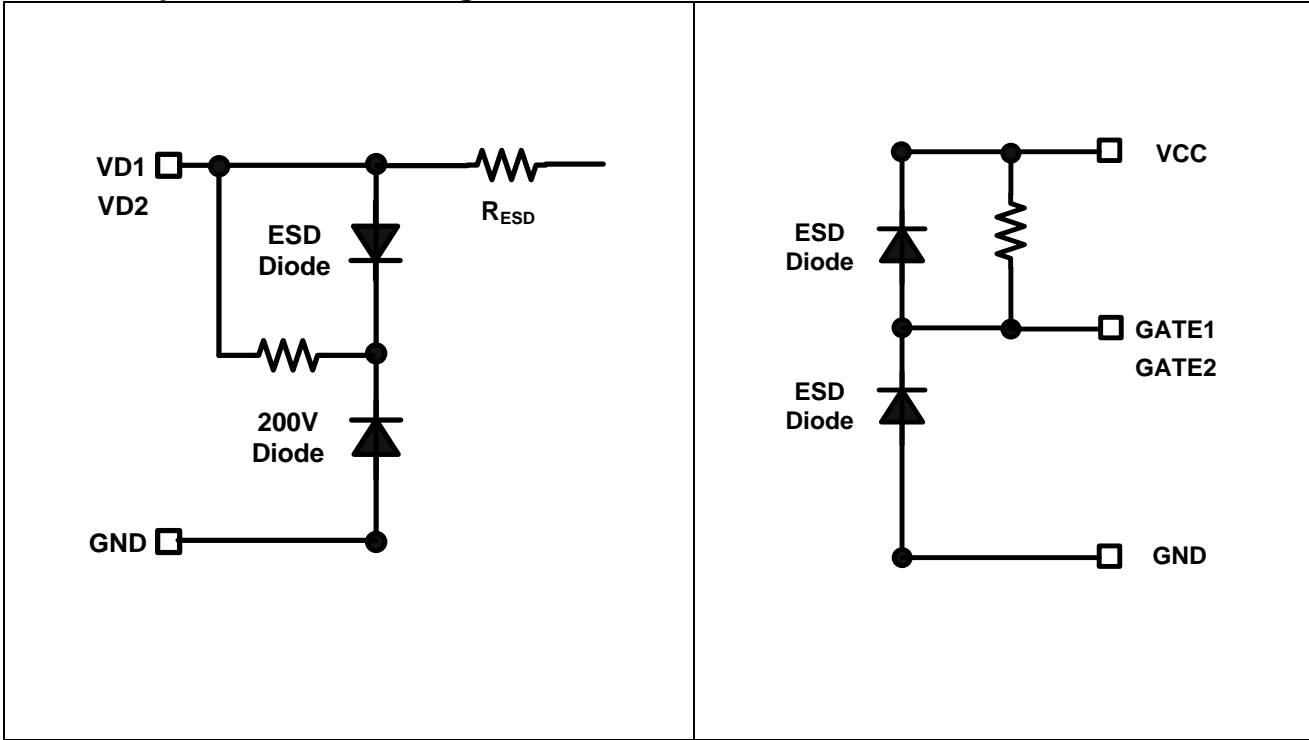 VD1
VD2
ESD
Diode
RESD
200V
Diode
GND
VCC
ESD
Diode
GATE1
GATE2
ESD
Diode
GND